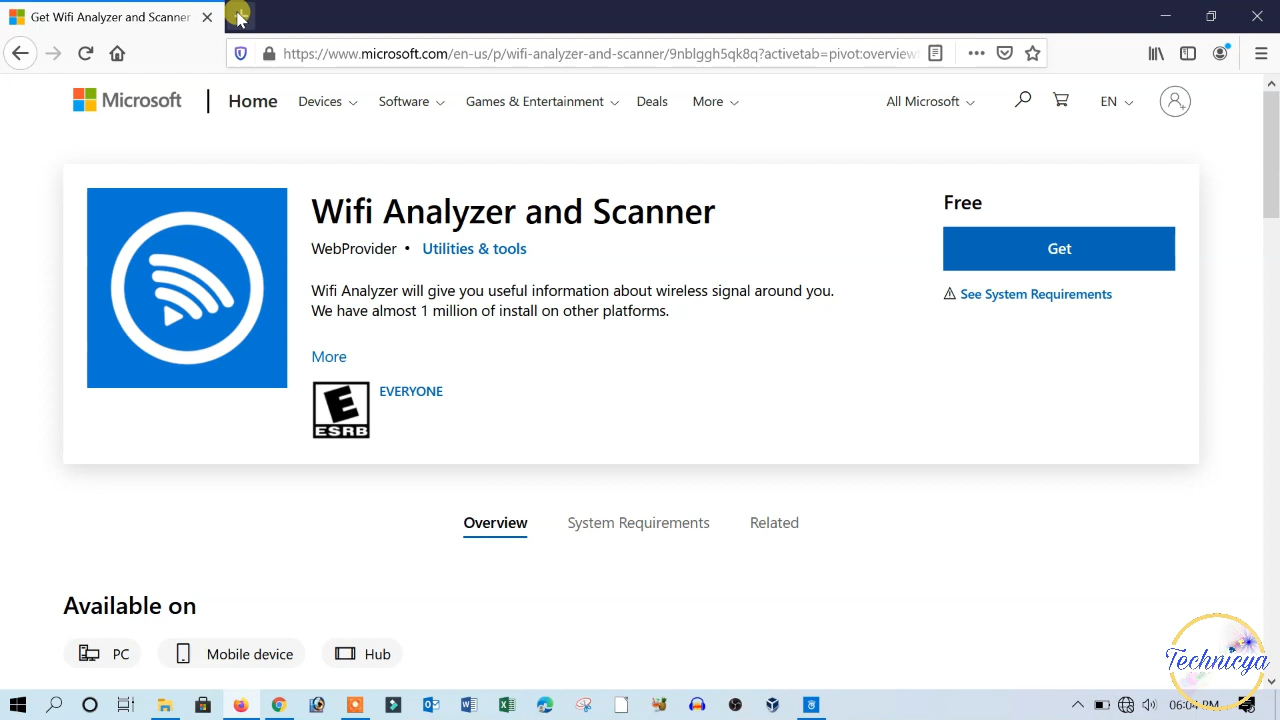 Get Wifi Analyzer and Scanner
https://www.microsoft.com/en-us/p/wifi-analyzer-and-scanner/9nblggh5qk8q?activetab=pivot:overview
Microsoft
Home
Devices
Software
Games & Entertainment
Deals
More
All Microsoft
EN
Wifi Analyzer and Scanner
Free
WebProvider • Utilities & tools
Get
Wifi Analyzer will give you useful information about wireless signal around you.
See System Requirements
We have almost 1 million of install on other platforms.
More
E
ESRB
EVERYONE
Overview
System Requirements
Related
Available on
PC
Mobile device
Hub
Technicya